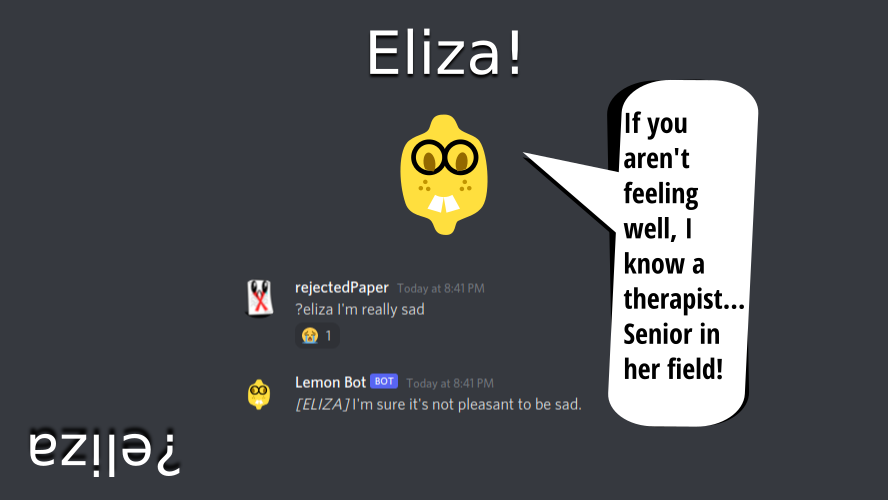 Eliza!
If you
aren't
feeling
well, I
know a
therapist...
Senior in
her field!
rejectedPaper Today at 8:41 PM
?eliza I'm really sad
1
Lemon Bot BOT Today at 8:41 PM
[ELIZA] I'm sure it's not pleasant to be sad.
?eliza